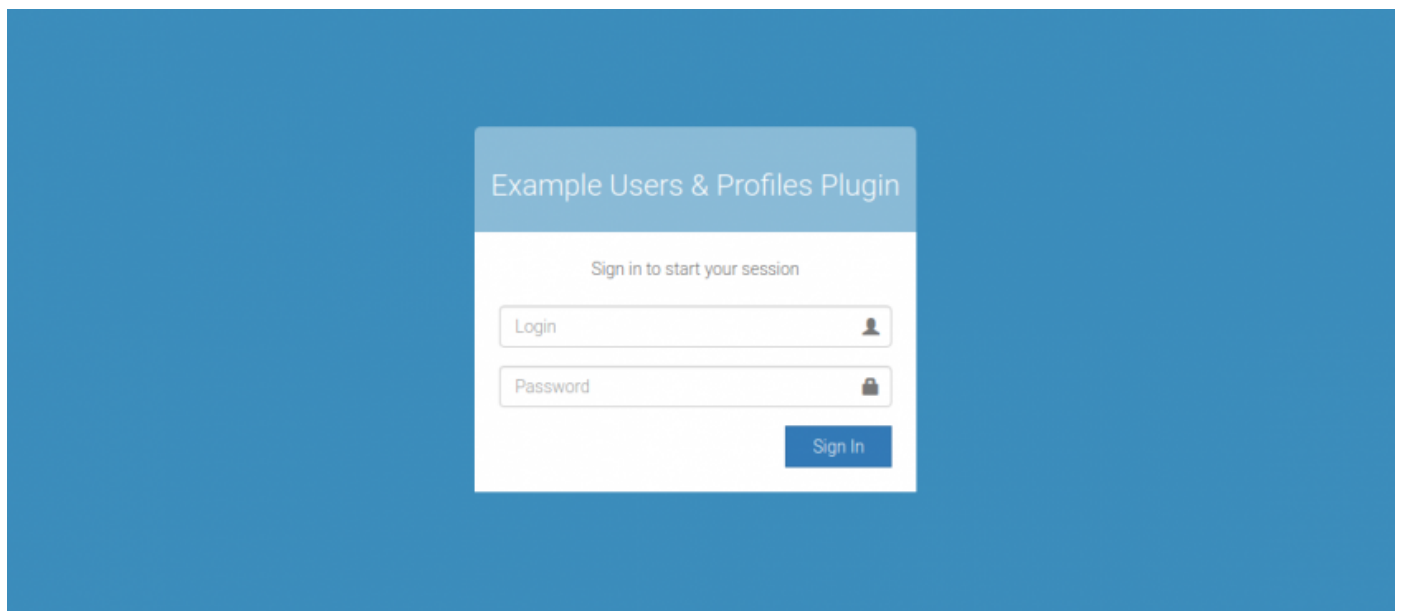 Example Users & Profiles Plugin
Sign in to start your session
Login
Password
Sign In